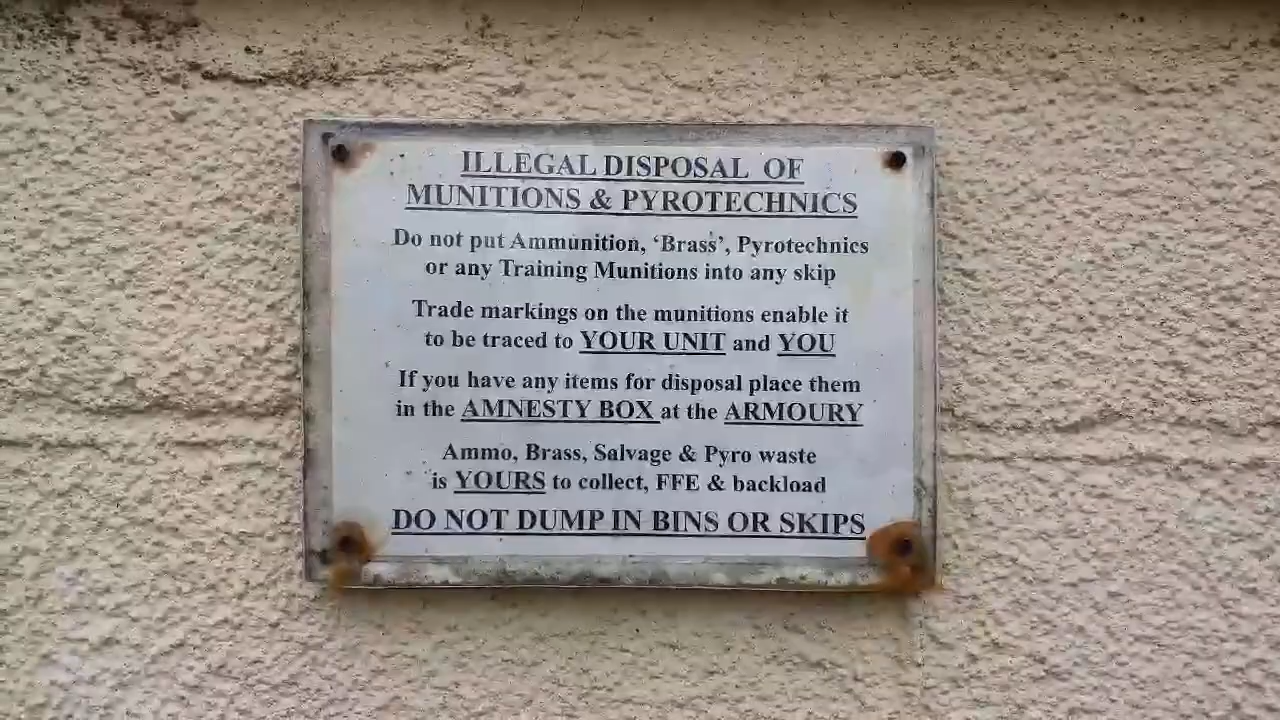 ILLEGAL DISPOSAL OF
MUNITIONS & PYROTECHNICS
Do not put Ammunition, ‘Brass’, Pyrotechnics
or any Training Munitions into any skip
Trade markings on the munitions enable it
to be traced to YOUR UNIT and YOU
If you have any items for disposal place them
in the AMNESTY BOX at the ARMOURY
Ammo, Brass, Salvage & Pyro waste
is YOURS to collect, FFE & backload
DO NOT DUMP IN BINS OR SKIPS